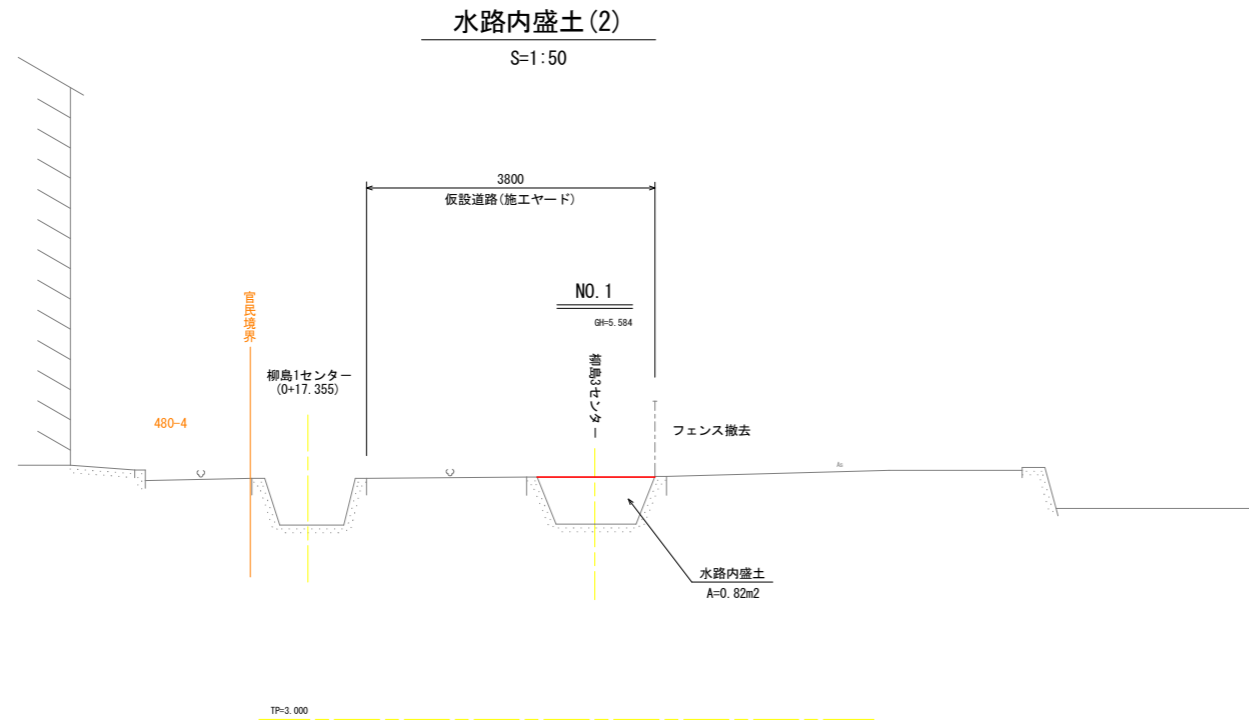 水路内盛土(2)
S=1:50
3800
仮設道路(施工ヤード)
NO.1
GH=5.584
官民境界
柳島1センター
(0+17.355)
柳島3センター
480-4
フェンス撤去
As
水路内盛土
A=0.82m2
TP=3.000